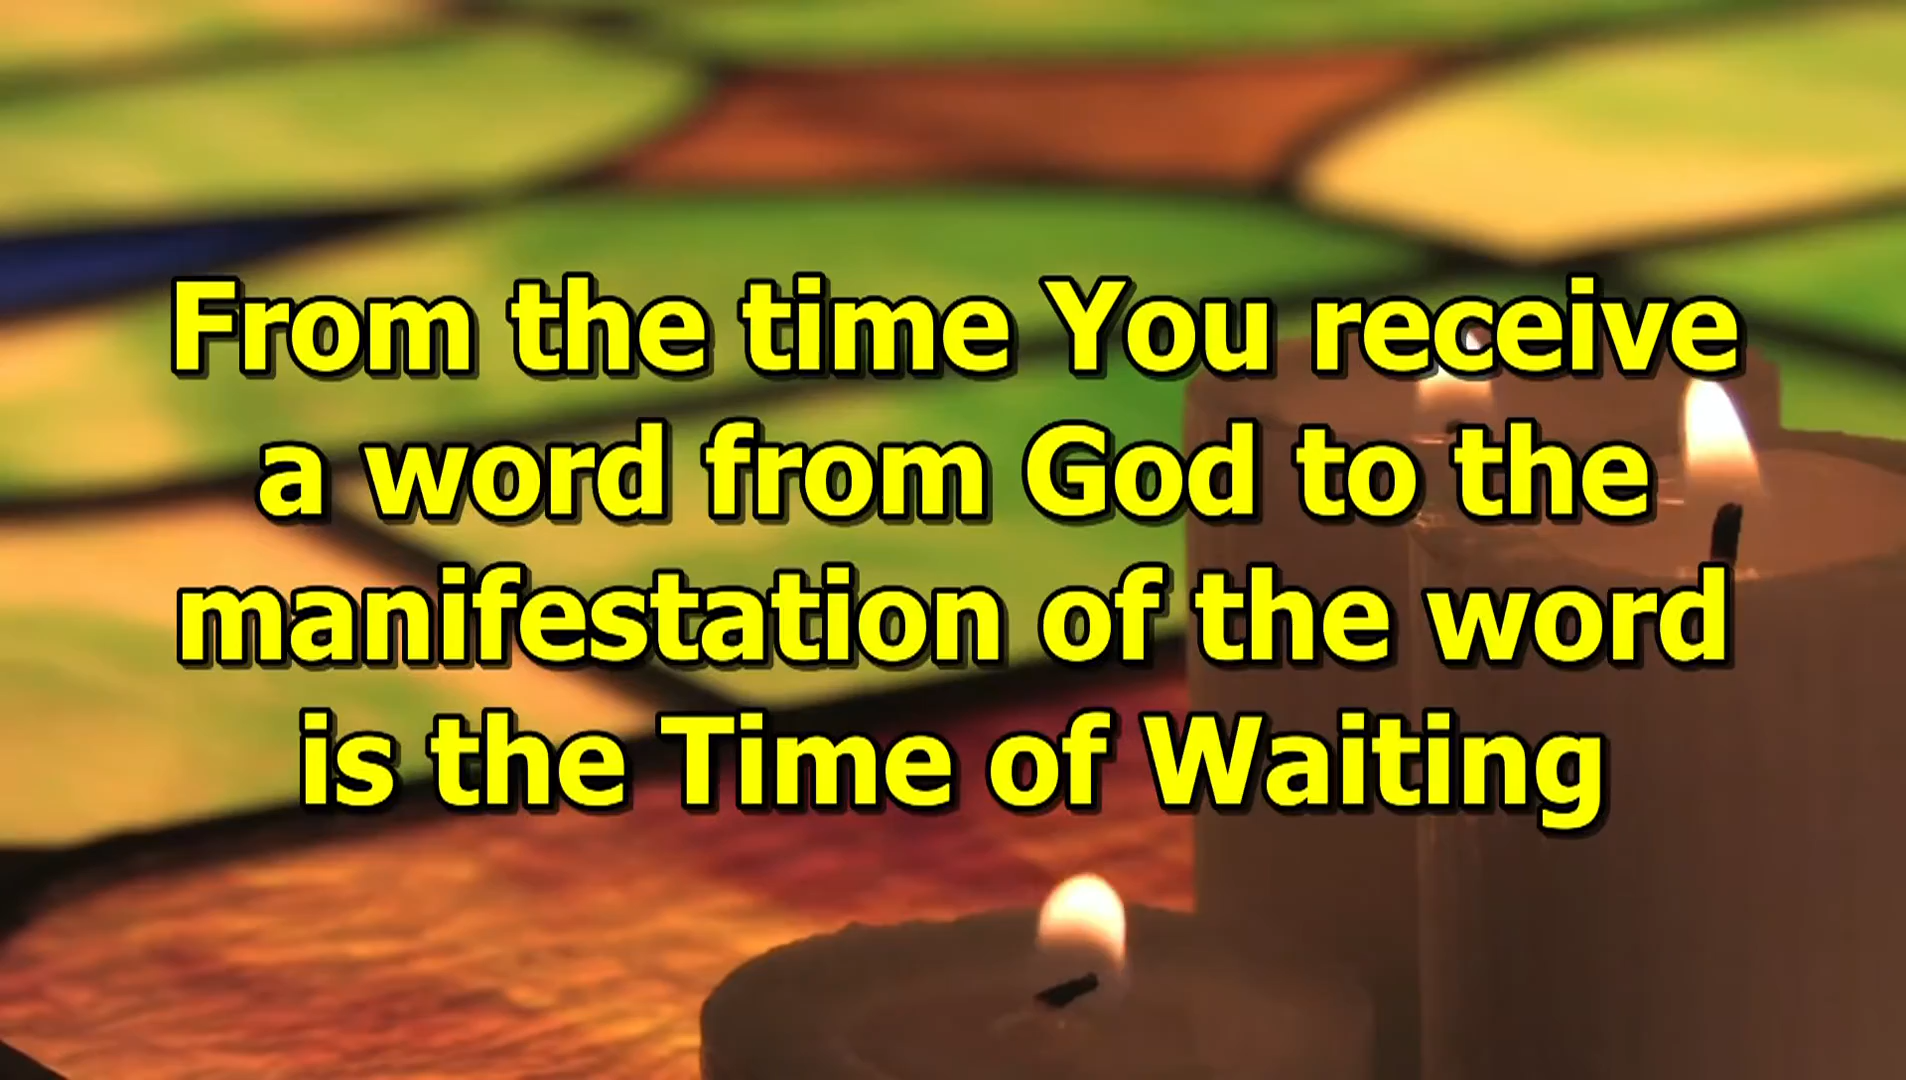 From the time You receive
a word from God to the
manifestation of the word
is the Time of Waiting